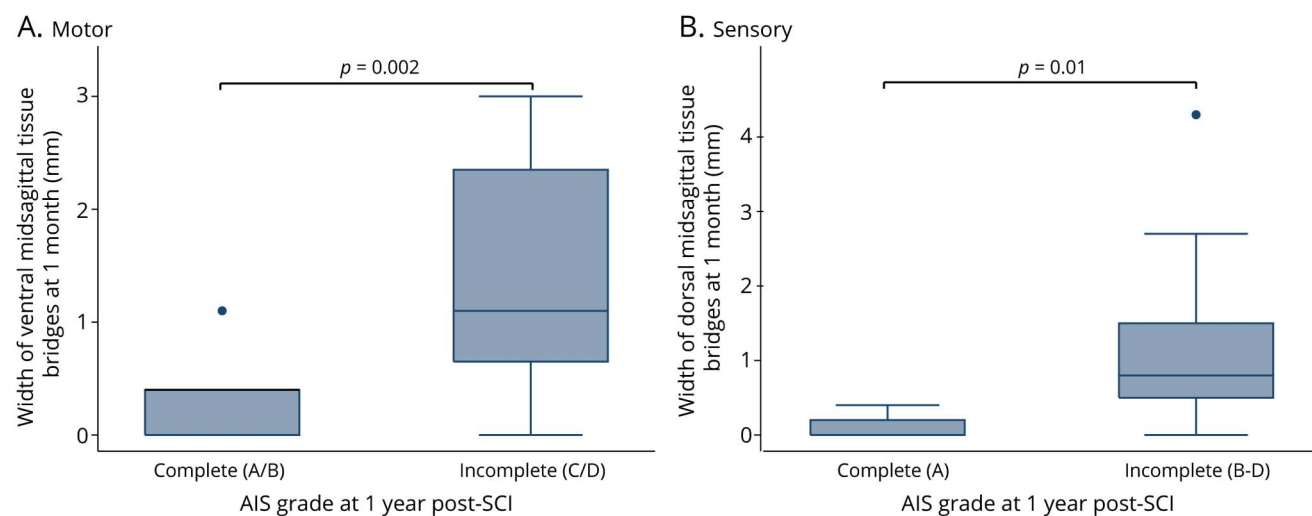 A. Motor
p = 0.002
Width of ventral midsagittal tissue
bridges at 1 month (mm)
3
2
1
0
Complete (A/B)
Incomplete (C/D)
AIS grade at 1 year post-SCI
B. Sensory
p = 0.01
Width of dorsal midsagittal tissue
bridges at 1 month (mm)
4
3
2
1
0
Complete (A)
Incomplete (B-D)
AIS grade at 1 year post-SCI